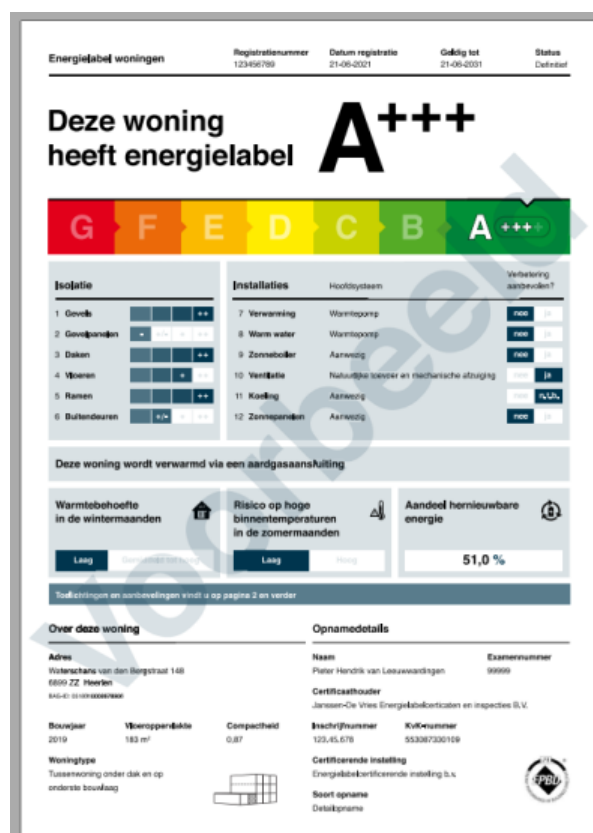 Energielabel woningen
Registratienummer
123456789
Datum registratie
21-06-2021
Geldig tot
21-06-2031
Status
Definitief
Deze woning
heeft energielabel
A+++
G F E D C B A ++++
Isolatie
1 Gevels ++
2 Gevelpanelen - +/- + ++
3 Daken ++
4 Vloeren + ++
5 Ramen ++
6 Buitendeuren +/- + ++
Installaties Hoofdsysteem Verbetering
aanbevolen?
7 Verwarming Warmtepomp nee ja
8 Warm water Warmtepomp nee ja
9 Zonneboiler Aanwezig nee ja
10 Ventilatie Natuurlijke toevoer en mechanische afzuiging nee ja
11 Koeling Aanwezig n.t.b.
12 Zonnepanelen Aanwezig nee ja
Deze woning wordt verwarmd via een aardgasaansluiting
Warmtebehoefte
in de wintermaanden
Laag
Risico op hoge
binnentemperaturen
in de zomermaanden
Laag Hoog
Aandeel hernieuwbare
energie
51,0 %
Toelichtingen en aanbevelingen vindt u op pagina 2 en verder
Over deze woning
Adres
Waterschans van den Bergstraat 148
6699 ZZ Heerlen
Bouwjaar
2019
Vloeroppervlakte
183 m²
Compactheid
0,87
Woningtype
Tussenwoning onder dak en op
onderste bouwlaag
Opnamedetails
Naam
Pieter Hendrik van Leeuwwardingen
Examennummer
99999
Certificaathouder
Janssen-De Vries Energielabelcertificaten en inspecties B.V.
Inschrijfnummer
123.45.678
KvK-nummer
553087330109
Certificerende instelling
Energielabelcertificerende instelling b.v.
Soort opname
Detailopname
EPBD
Voorbeeld